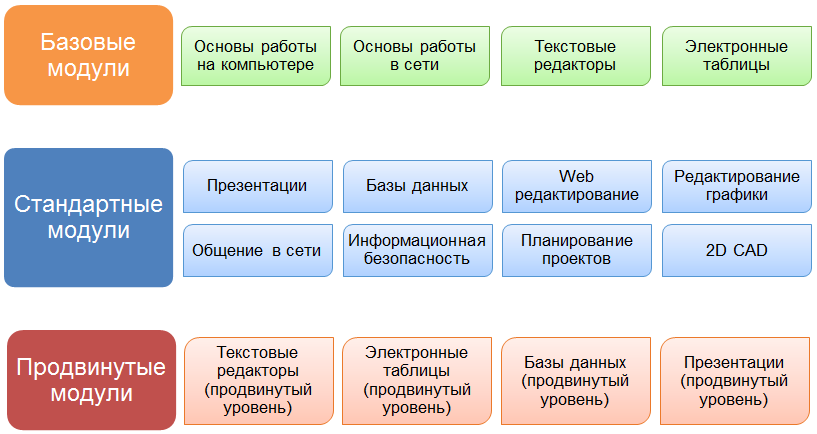 Базовые
модули
Основы работы
на компьютере
Основы работы
в сети
Текстовые
редакторы
Электронные
таблицы
Стандартные
модули
Презентации
Базы данных
Web
редактирование
Редактирование
графики
Общение в сети
Информационная
безопасность
Планирование
проектов
2D CAD
Продвинутые
модули
Текстовые
редакторы
(продвинутый
уровень)
Электронные
таблицы
(продвинутый
уровень)
Базы данных
(продвинутый
уровень)
Презентации
(продвинутый
уровень)